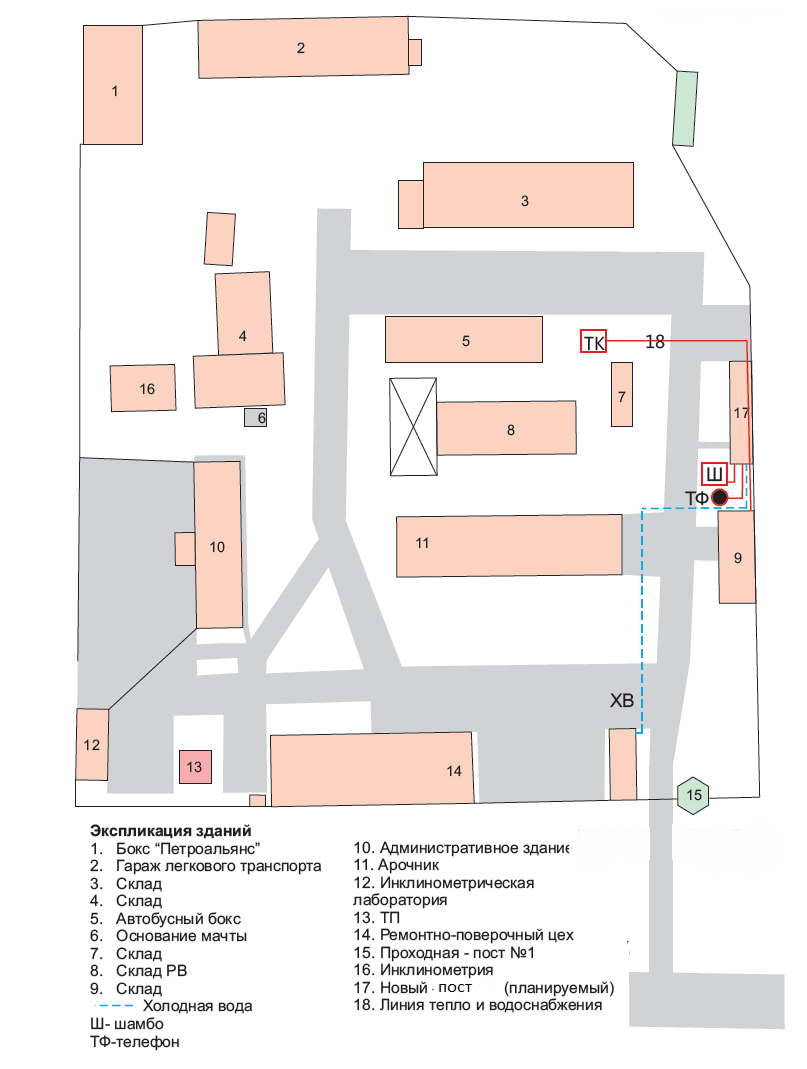 2
1
3
4
5
ТК
18
16
7
17
6
8
Ш
ТФ
10
11
9
ХВ
12
13
14
15
Экспликация зданий
1. Бокс “Петроальянс”
2. Гараж легкового транспорта
3. Склад
4. Склад
5. Автобусный бокс
6. Основание мачты
7. Склад
8. Склад РВ
9. Склад
Холодная вода
Ш- шамбо
ТФ-телефон
10. Административное здание
11. Арочник
12. Инклинометрическая
лаборатория
13. ТП
14. Ремонтно-поверочный цех
15. Проходная - пост №1
16. Инклинометрия
17. Новый пост (планируемый)
18. Линия тепло и водоснабжения